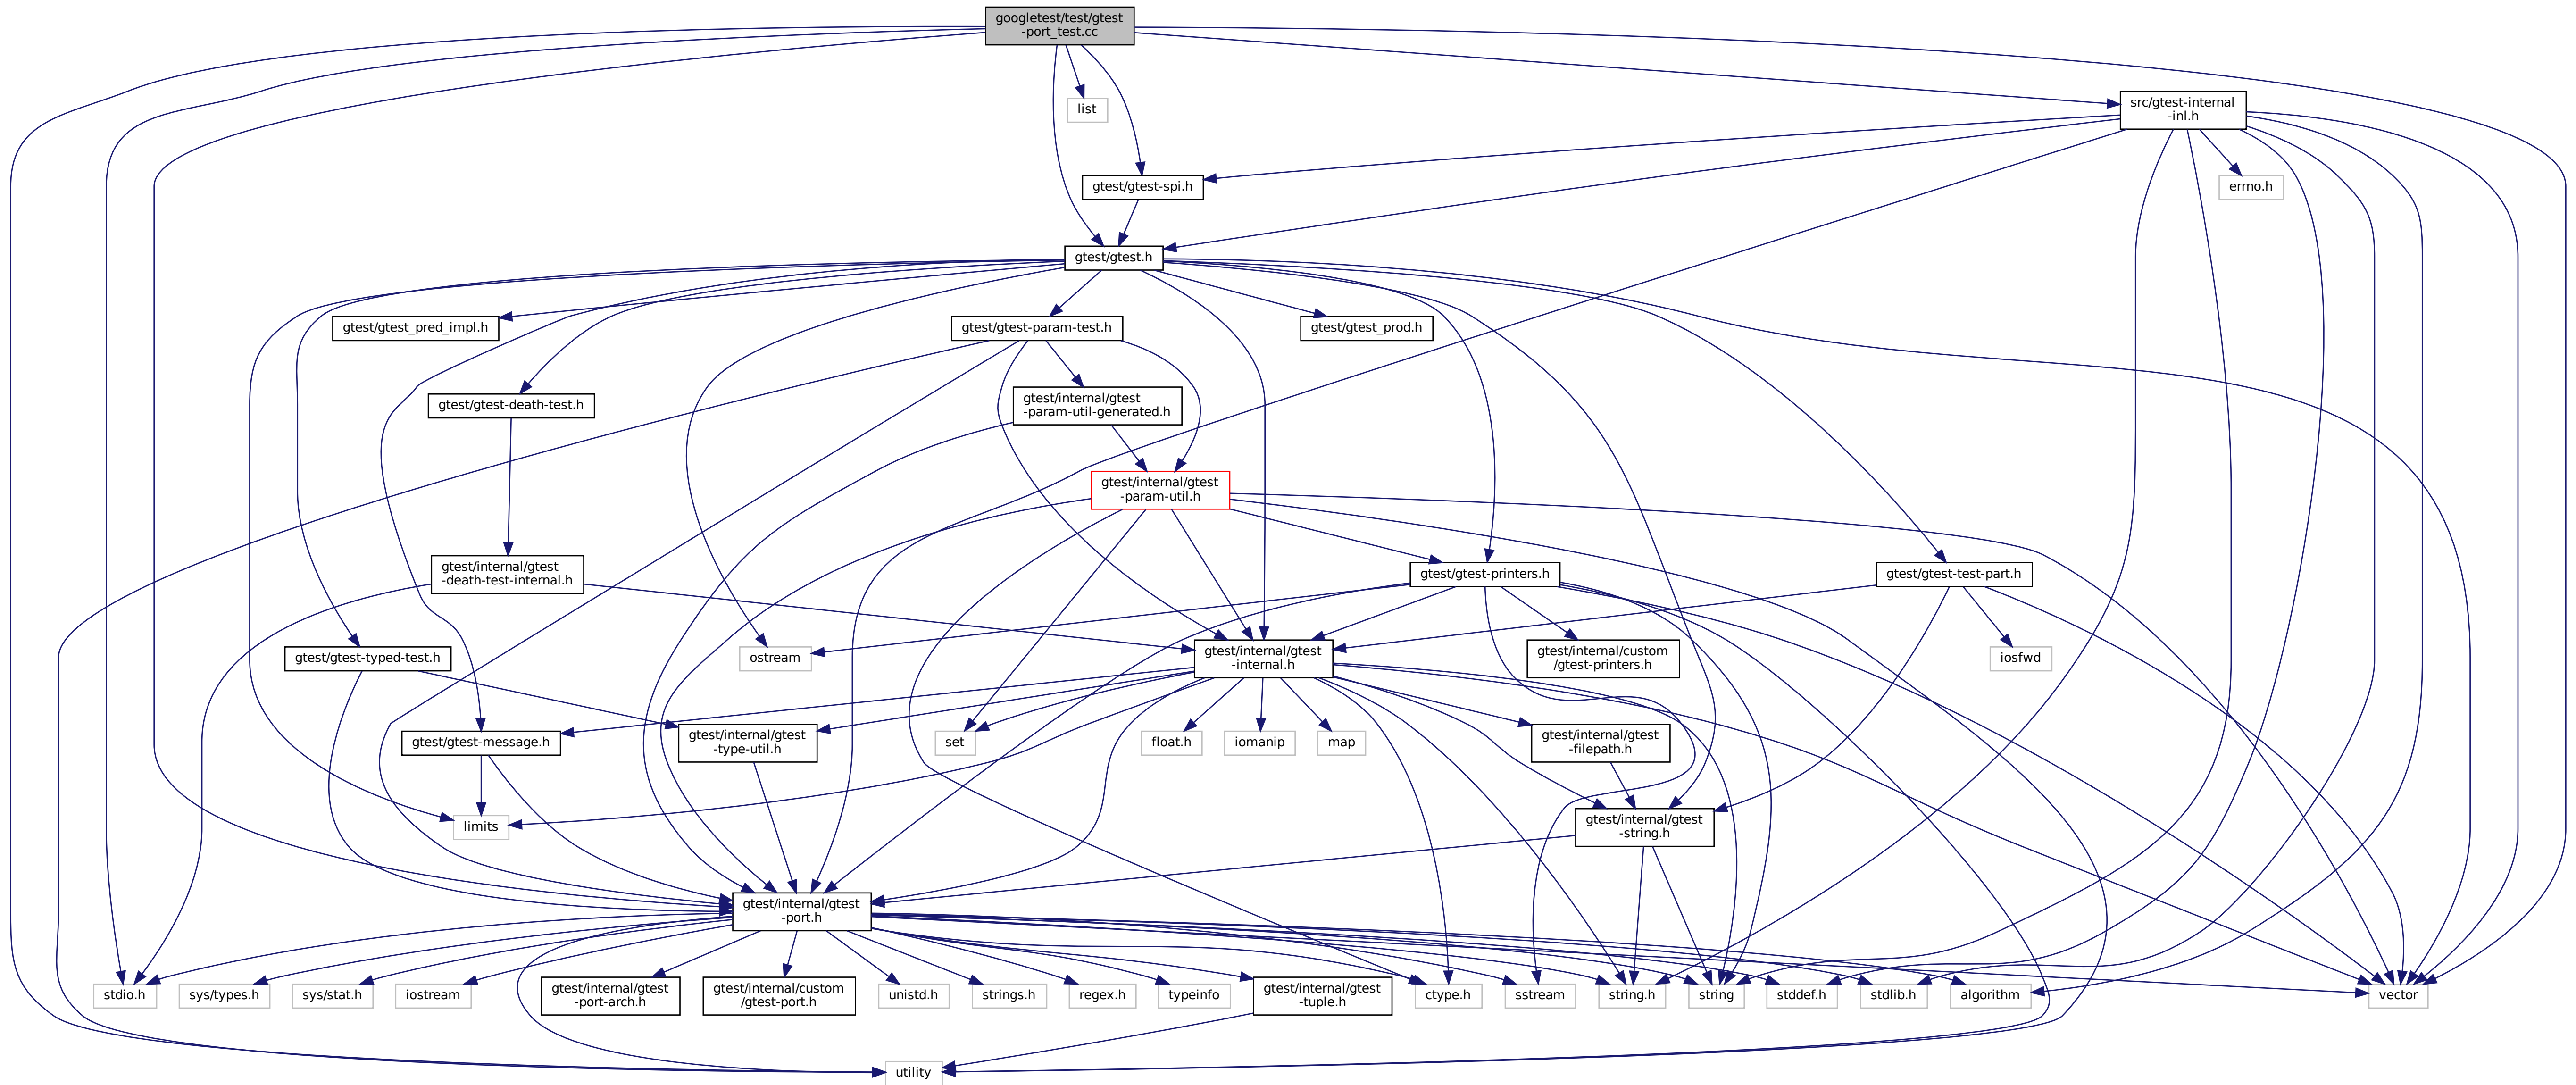 googletest/test/gtest
-port_test.cc
list
src/gtest-internal
-inl.h
gtest/gtest-spi.h
errno.h
gtest/gtest.h
gtest/gtest_pred_impl.h
gtest/gtest-param-test.h
gtest/gtest_prod.h
gtest/gtest-death-test.h
gtest/internal/gtest
-param-util-generated.h
gtest/internal/gtest
-param-util.h
gtest/internal/gtest
-death-test-internal.h
gtest/gtest-printers.h
gtest/gtest-test-part.h
gtest/gtest-typed-test.h
ostream
gtest/internal/gtest
-internal.h
gtest/internal/custom
/gtest-printers.h
iosfwd
gtest/gtest-message.h
gtest/internal/gtest
-type-util.h
set
float.h
iomanip
map
gtest/internal/gtest
-filepath.h
limits
gtest/internal/gtest
-string.h
gtest/internal/gtest
-port.h
stdio.h
sys/types.h
sys/stat.h
iostream
gtest/internal/gtest
-port-arch.h
gtest/internal/custom
/gtest-port.h
unistd.h
strings.h
regex.h
typeinfo
gtest/internal/gtest
-tuple.h
ctype.h
sstream
string.h
string
stddef.h
stdlib.h
algorithm
vector
utility